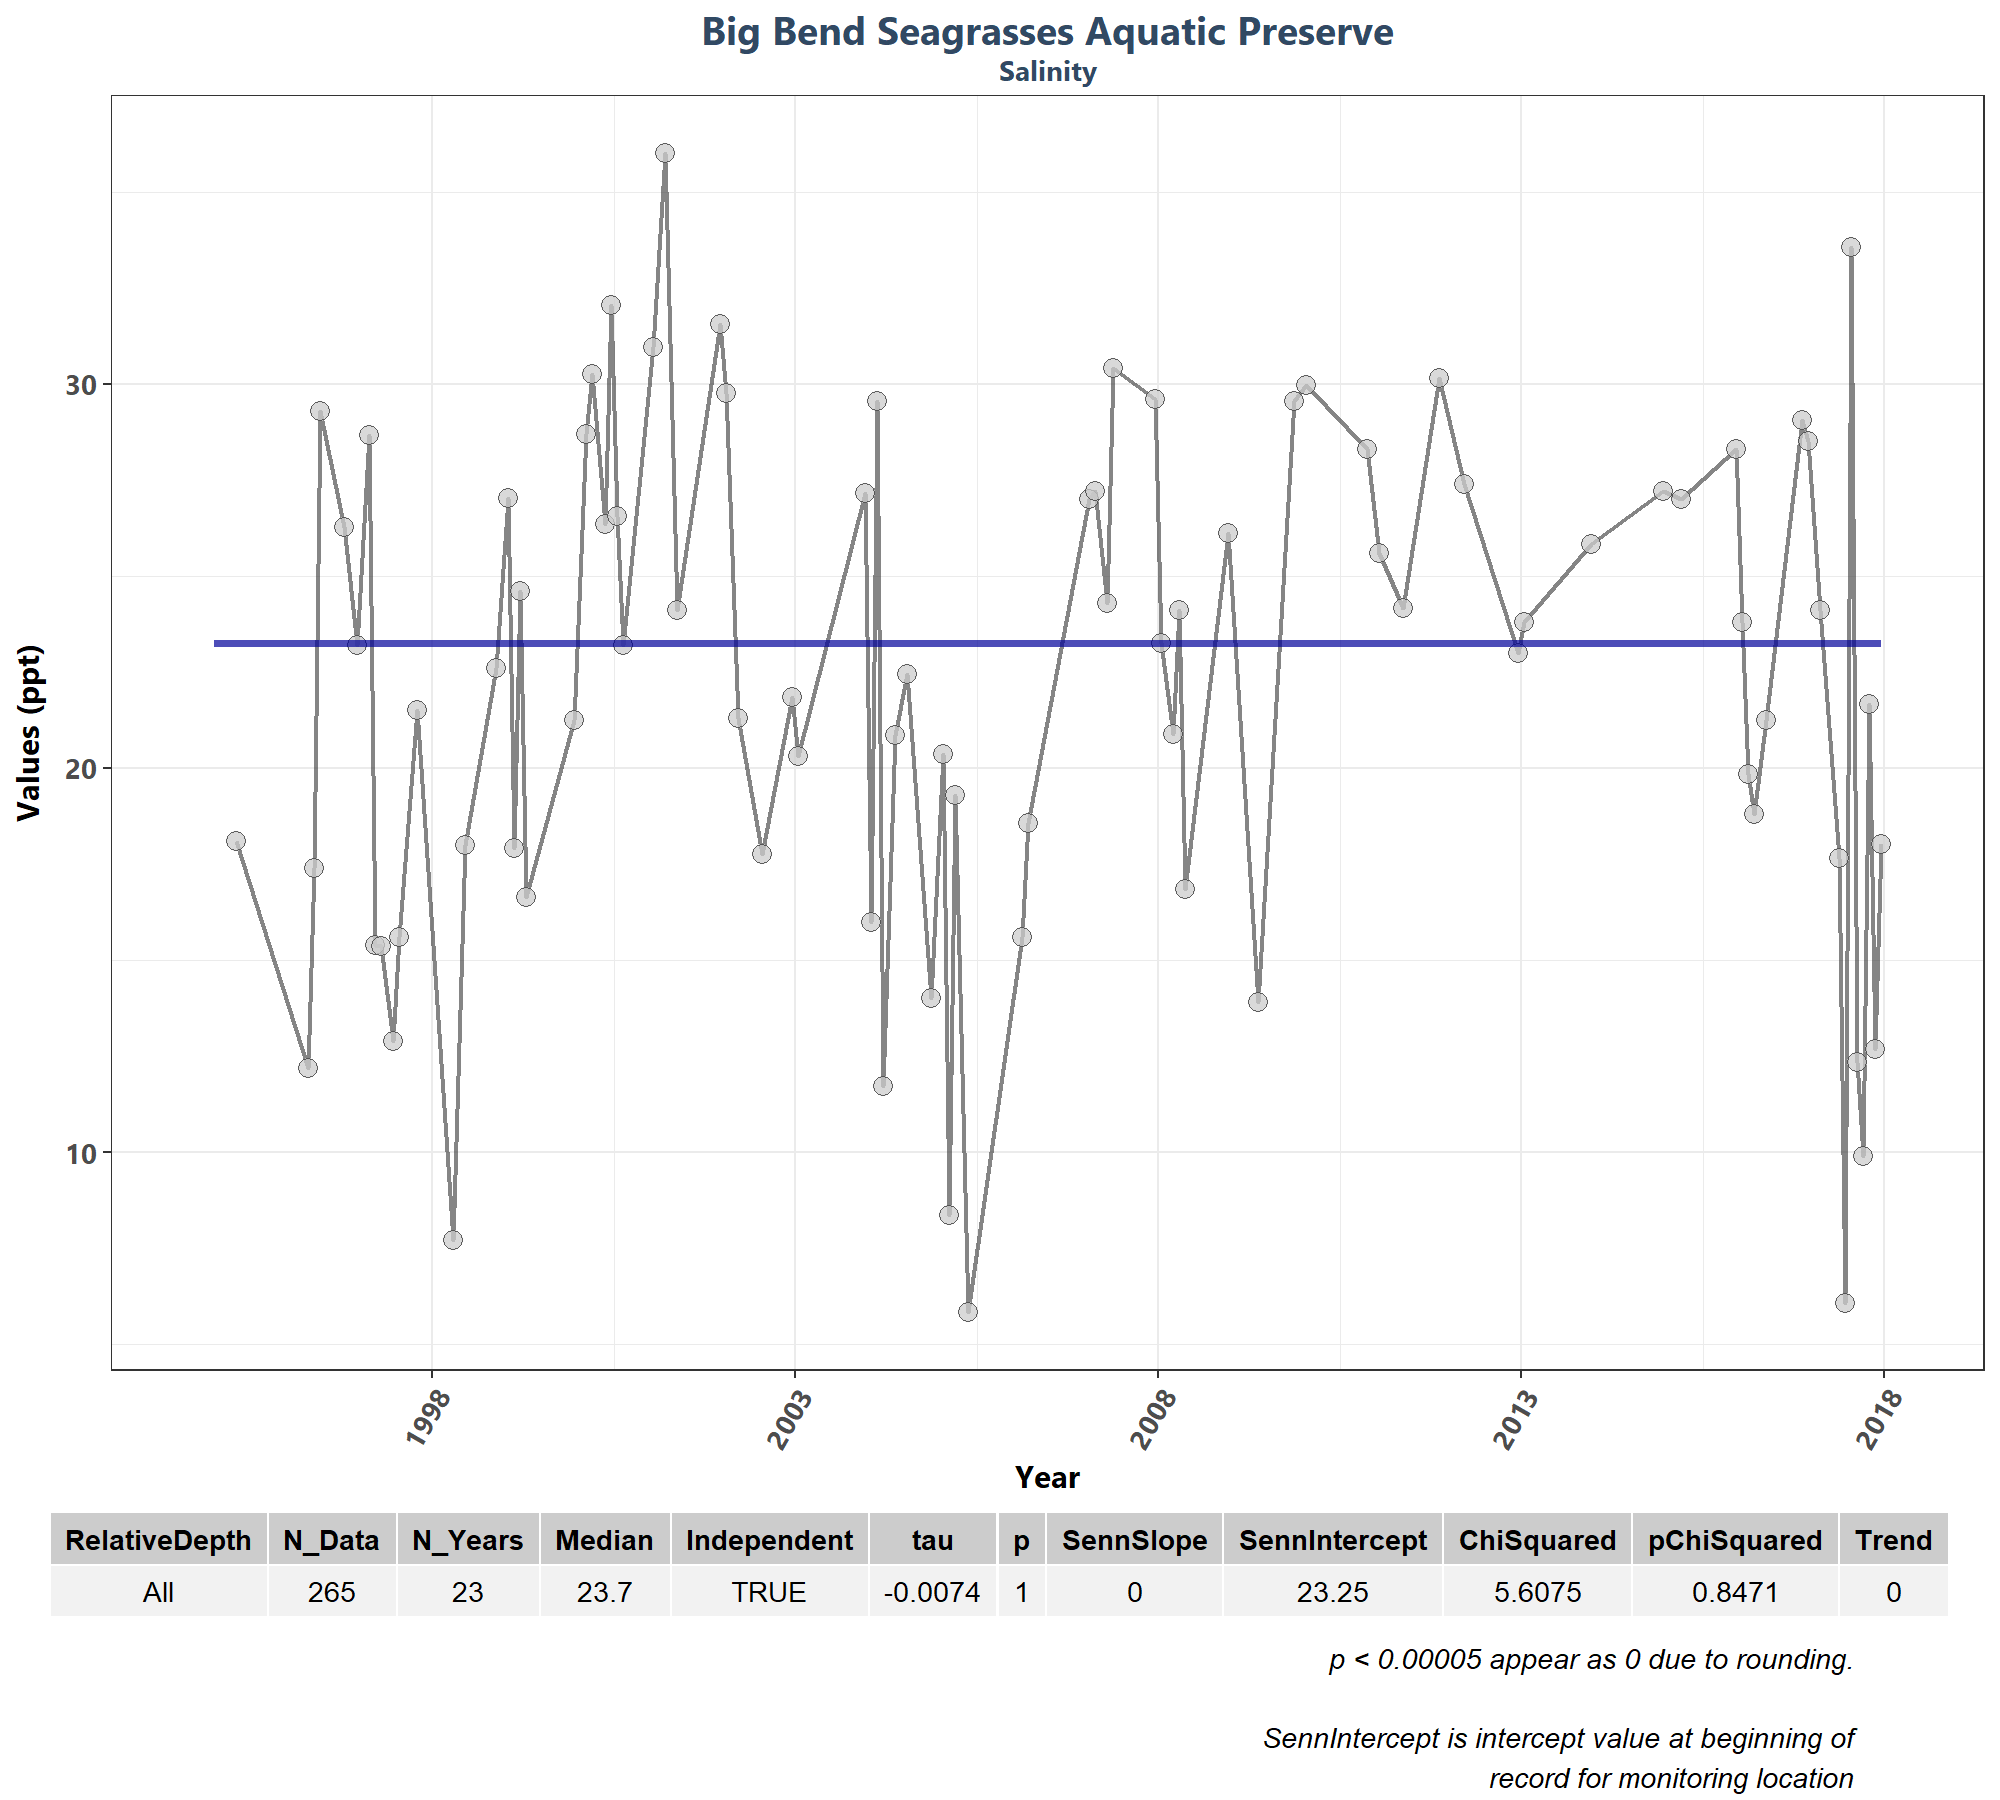 Big Bend Seagrasses Aquatic Preserve
Salinity
Values (ppt)
30
20
10
1998
2003
2008
2013
2018
Year
RelativeDepth N_Data N_Years Median Independent tau p SennSlope SennIntercept ChiSquared pChiSquared Trend
All 265 23 23.7 TRUE -0.0074 1 0 23.25 5.6075 0.8471 0
p < 0.00005 appear as 0 due to rounding.
SennIntercept is intercept value at beginning of
record for monitoring location